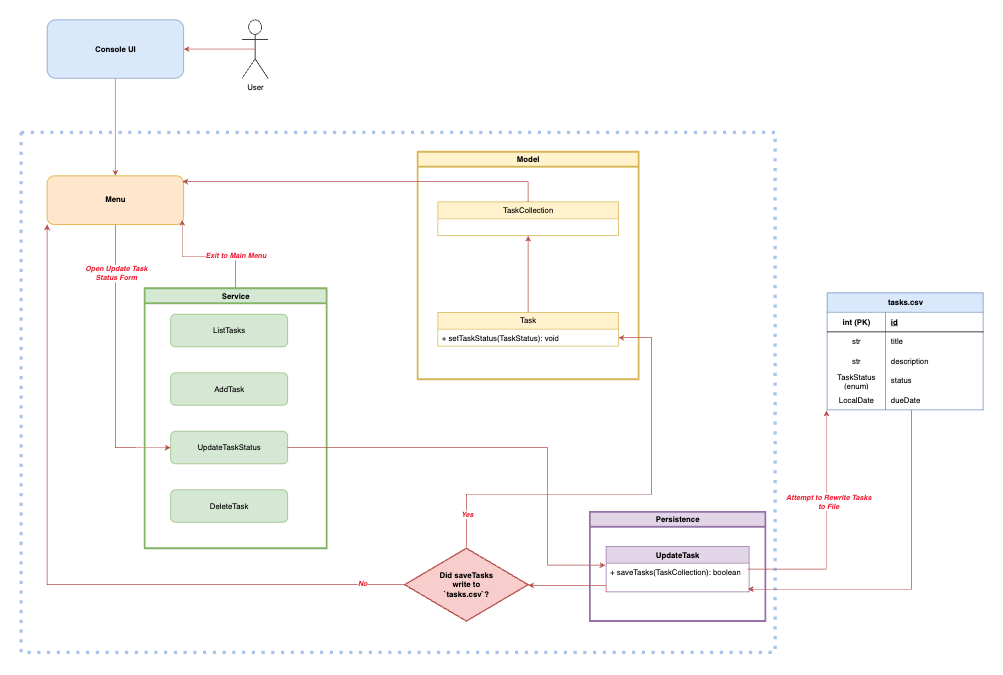 Console UI
User
Menu
Open Update Task
Status Form
Exit to Main Menu
Service
ListTasks
AddTask
UpdateTaskStatus
DeleteTask
Model
TaskCollection
Task
+ setTaskStatus(TaskStatus): void
tasks.csv
int (PK) id
str title
str description
TaskStatus
(enum) status
LocalDate dueDate
Attempt to Rewrite Tasks
to File
Persistence
UpdateTask
+ saveTasks(TaskCollection): boolean
Yes
Did saveTasks
write to
`tasks.csv`?
No